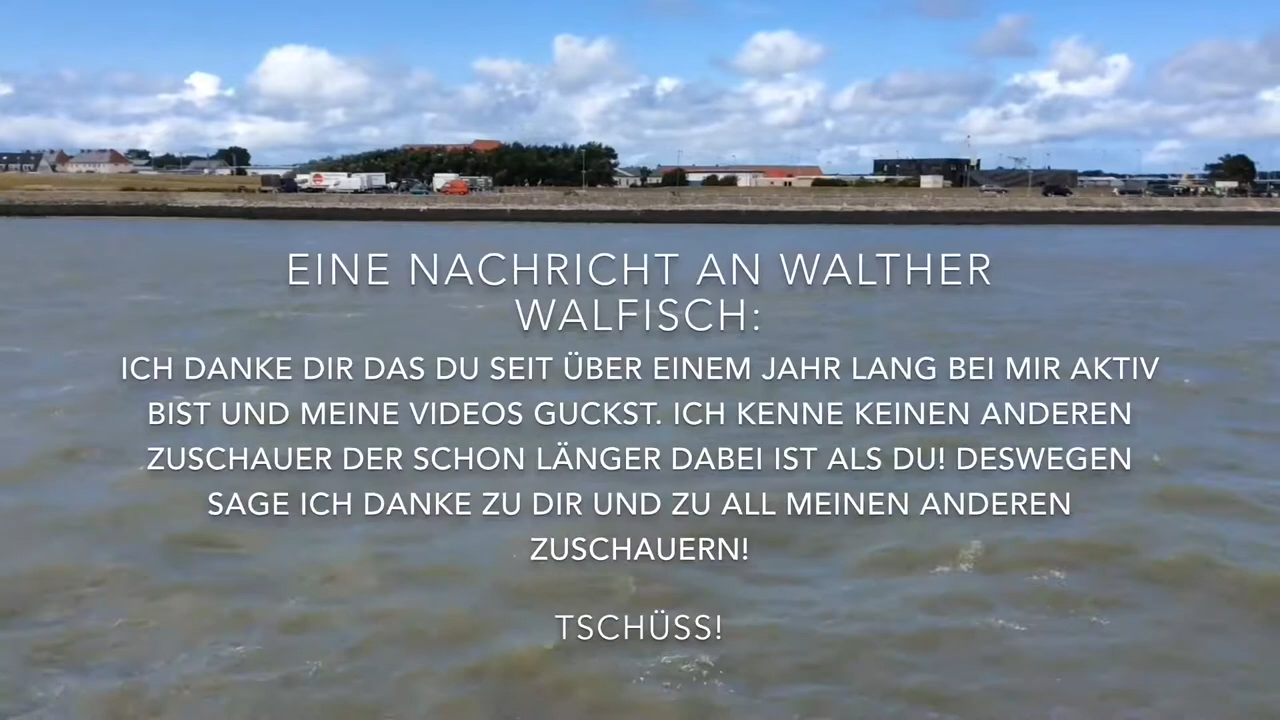 EINE NACHRICHT AN WALTHER
WALFISCH:
ICH DANKE DIR DAS DU SEIT ÜBER EINEM JAHR LANG BEI MIR AKTIV
BIST UND MEINE VIDEOS GUCKST. ICH KENNE KEINEN ANDEREN
ZUSCHAUER DER SCHON LÄNGER DABEI IST ALS DU! DESWEGEN
SAGE ICH DANKE ZU DIR UND ZU ALL MEINEN ANDEREN
ZUSCHAUERN!
TSCHÜSS!